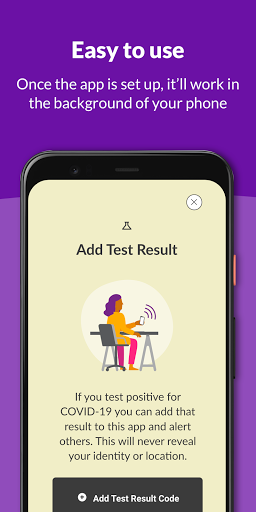 Easy to use
Once the app is set up, it'll work in
the background of your phone
Add Test Result
If you test positive for
COVID-19 you can add that
result to this app and alert
others. This will never reveal
your identity or location.
Add Test Result Code